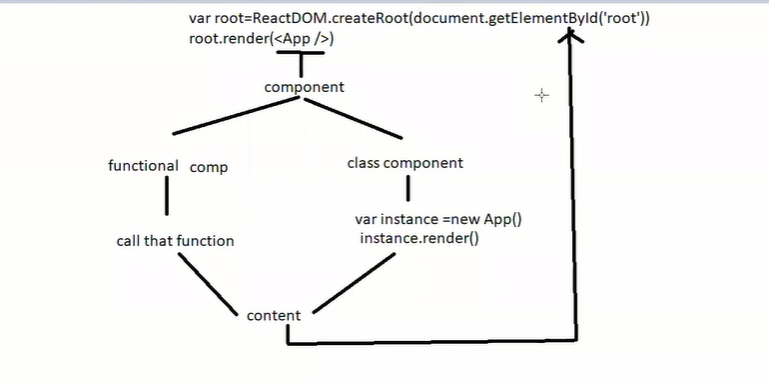 var root=ReactDOM.createRoot(document.getElementById('root'))
root.render(<App />)
component
functional comp
class component
var instance =new App()
instance.render()
call that function
content